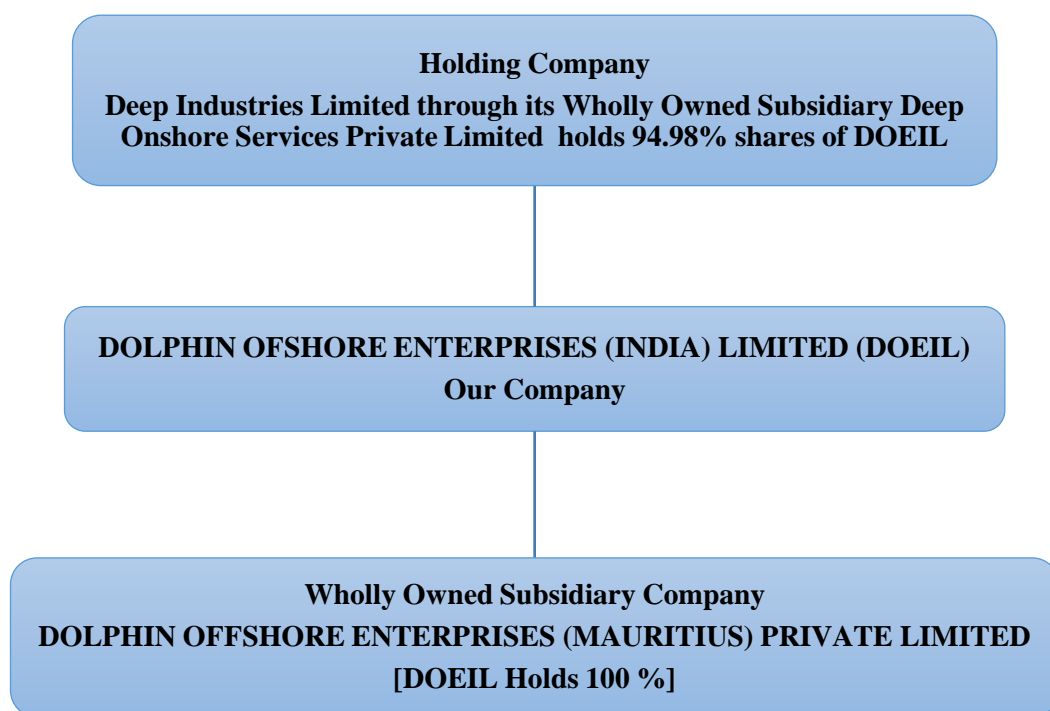 Holding Company
Deep Industries Limited through its Wholly Owned Subsidiary Deep
Onshore Services Private Limited holds 94.98% shares of DOEIL
DOLPHIN OFSHORE ENTERPRISES (INDIA) LIMITED (DOEIL)
Our Company
Wholly Owned Subsidiary Company
DOLPHIN OFFSHORE ENTERPRISES (MAURITIUS) PRIVATE LIMITED
[DOEIL Holds 100 %]